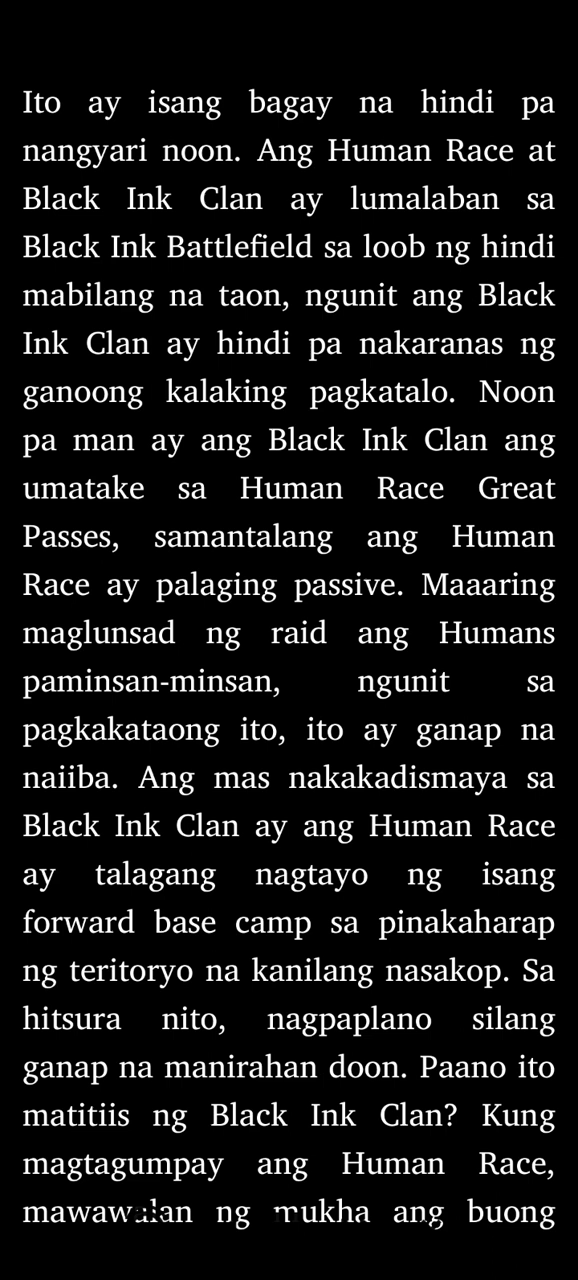 Ito ay isang bagay na hindi pa
nangyari noon. Ang Human Race at
Black Ink Clan ay lumalaban sa
Black Ink Battlefield sa loob ng hindi
mabilang na taon, ngunit ang Black
Ink Clan ay hindi pa nakaranas ng
ganoong kalaking pagkatalo. Noon
pa man ay ang Black Ink Clan ang
umatake sa Human Race Great
Passes, samantalang ang Human
Race ay palaging passive. Maaaring
maglunsad ng raid ang Humans
paminsan-minsan, ngunit sa
pagkakataong ito, ito ay ganap na
naiiba. Ang mas nakakadismaya sa
Black Ink Clan ay ang Human Race
ay talagang nagtayo ng isang
forward base camp sa pinakaharap
ng teritoryo na kanilang nasakop. Sa
hitsura nito, nagpaplano silang
ganap na manirahan doon. Paano ito
matitiis ng Black Ink Clan? Kung
magtagumpay ang Human Race,
mawawalan ng mukha ang buong